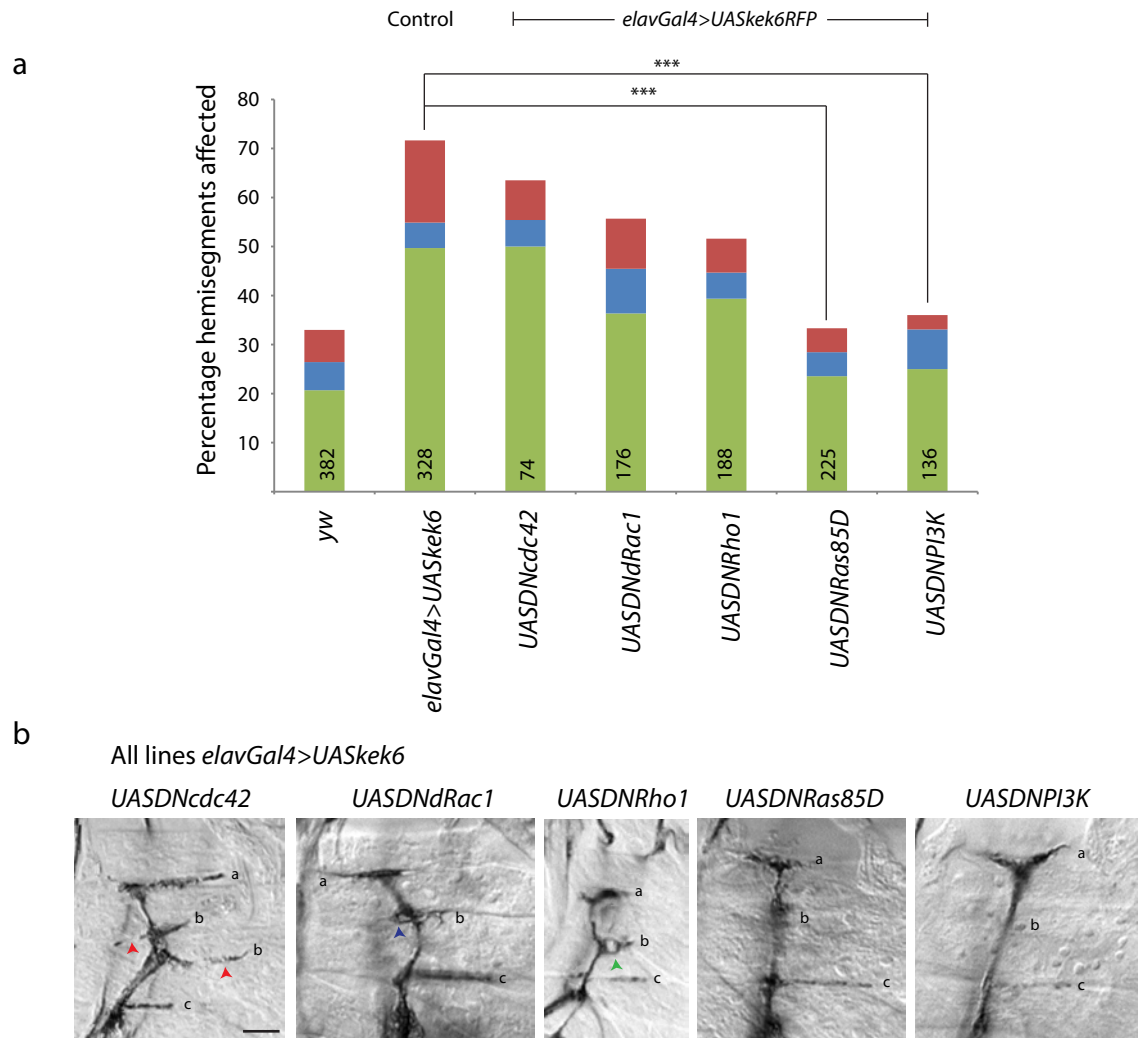 Control
elavGal4>UASkek6RFP
a
***
***
Percentage hemisegments affected
80
70
60
50
40
30
20
10
382
328
74
176
188
225
136
yw
elavGal4>UASkek6
UASDNcdc42
UASDNdRac1
UASDNRho1
UASDNRas85D
UASDNPI3K
b
All lines elavGal4>UASkek6
UASDNcdc42
UASDNdRac1
UASDNRho1
UASDNRas85D
UASDNPI3K
a
b
b
c
a
b
c
a
b
c
a
b
c
a
b
c